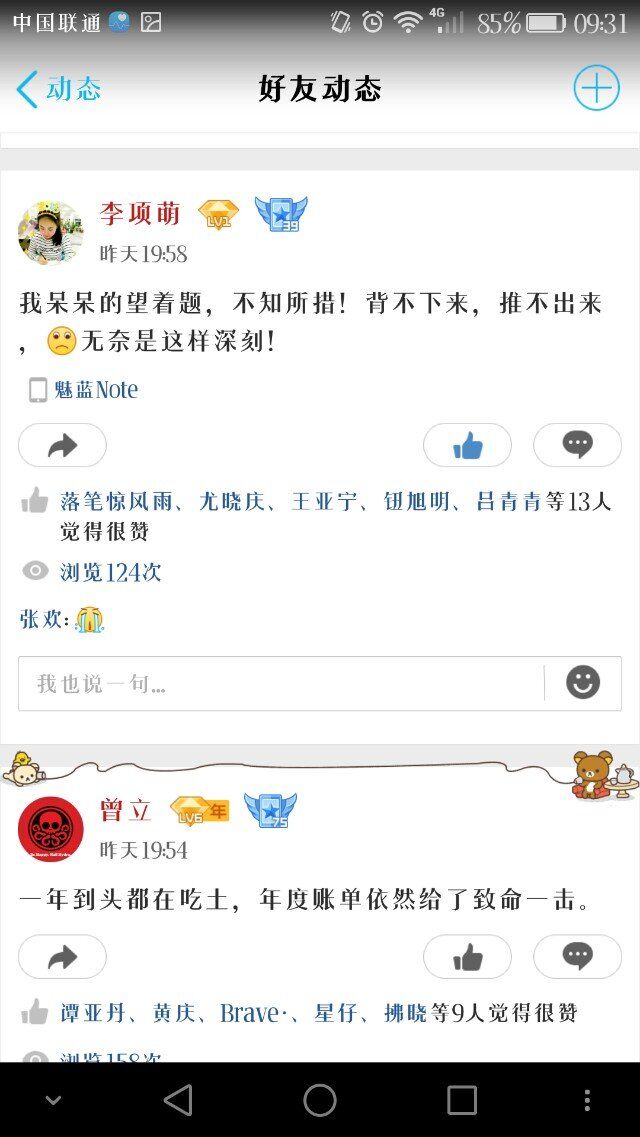 中国联通 4G 85% 09:31
动态 好友动态
李项萌 LV1 39
昨天19:58
我呆呆的望着题，不知所措！背不下来，推不出来
，无奈是这样深刻！
魅蓝Note
落笔惊风雨、尤晓庆、王亚宁、钮旭明、吕青青等13人
觉得很赞
浏览124次
张欢:
我也说一句...
曾立 LV6 年 75
昨天19:54
一年到头都在吃土，年度账单依然给了致命一击。
谭亚丹、黄庆、Brave·、星仔、拂晓等9人觉得很赞
浏览158次